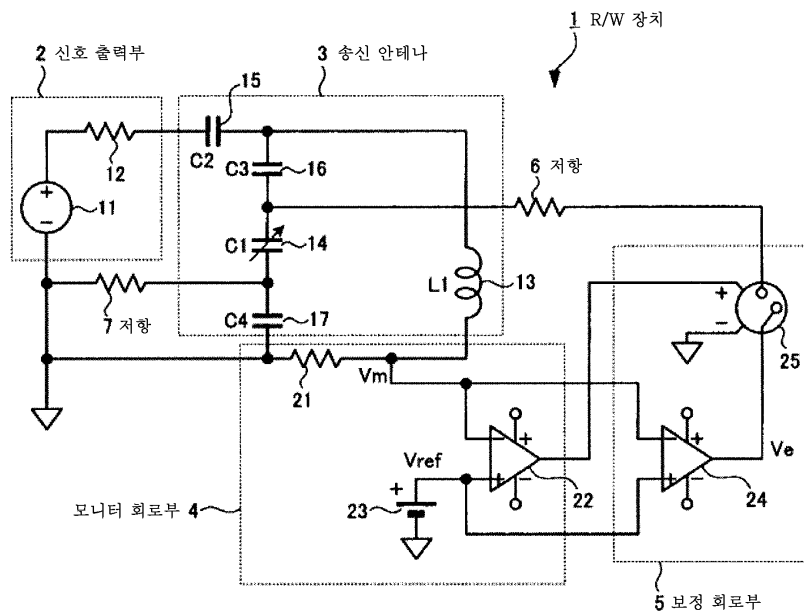 1 R/W 장치
2 신호 출력부
3 송신 안테나
15
12
C2
C3
16
6 저항
11
C1
14
L1
13
7 저항
C4
17
+
−
25
21
Vm
−
+
−
+
Vref
+
−
22
+
−
Ve
24
+
23
모니터 회로부 4
5 보정 회로부
+
−